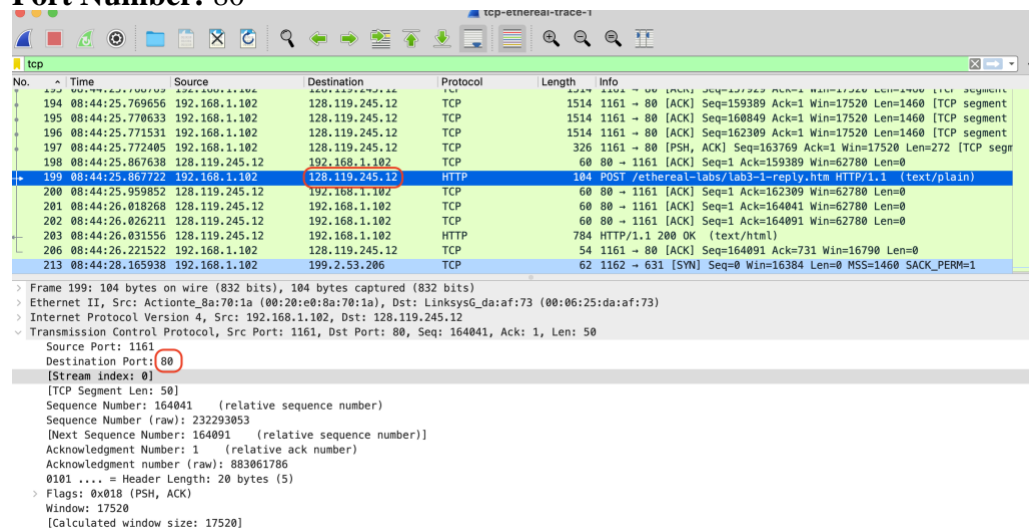 Port Number: 80
tcp-ethereal-trace-1
tcp
No. Time Source Destination Protocol Length Info
194 08:44:25.769656 192.168.1.102 128.119.245.12 TCP 1514 1161 → 80 [ACK] Seq=159389 Ack=1 Win=17520 Len=1460 [TCP segment
195 08:44:25.770633 192.168.1.102 128.119.245.12 TCP 1514 1161 → 80 [ACK] Seq=160849 Ack=1 Win=17520 Len=1460 [TCP segment
196 08:44:25.771531 192.168.1.102 128.119.245.12 TCP 1514 1161 → 80 [ACK] Seq=162309 Ack=1 Win=17520 Len=1460 [TCP segment
197 08:44:25.772405 192.168.1.102 128.119.245.12 TCP 326 1161 → 80 [PSH, ACK] Seq=163769 Ack=1 Win=17520 Len=272 [TCP segm
198 08:44:25.867638 128.119.245.12 192.168.1.102 TCP 60 80 → 1161 [ACK] Seq=1 Ack=159389 Win=62780 Len=0
199 08:44:25.867722 192.168.1.102 128.119.245.12 HTTP 104 POST /ethereal-labs/lab3-1-reply.htm HTTP/1.1 (text/plain)
200 08:44:25.959852 128.119.245.12 192.168.1.102 TCP 60 80 → 1161 [ACK] Seq=1 Ack=162309 Win=62780 Len=0
201 08:44:26.018268 128.119.245.12 192.168.1.102 TCP 60 80 → 1161 [ACK] Seq=1 Ack=164041 Win=62780 Len=0
202 08:44:26.026211 128.119.245.12 192.168.1.102 TCP 60 80 → 1161 [ACK] Seq=1 Ack=164091 Win=62780 Len=0
203 08:44:26.031556 128.119.245.12 192.168.1.102 HTTP 784 HTTP/1.1 200 OK (text/html)
206 08:44:26.221522 192.168.1.102 128.119.245.12 TCP 54 1161 → 80 [ACK] Seq=164091 Ack=731 Win=16790 Len=0
213 08:44:28.165938 192.168.1.102 199.2.53.206 TCP 62 1162 → 631 [SYN] Seq=0 Win=16384 Len=0 MSS=1460 SACK_PERM=1
Frame 199: 104 bytes on wire (832 bits), 104 bytes captured (832 bits)
Ethernet II, Src: Actionte_8a:70:1a (00:20:e0:8a:70:1a), Dst: LinksysG_da:af:73 (00:06:25:da:af:73)
Internet Protocol Version 4, Src: 192.168.1.102, Dst: 128.119.245.12
Transmission Control Protocol, Src Port: 1161, Dst Port: 80, Seq: 164041, Ack: 1, Len: 50
Source Port: 1161
Destination Port: 80
[Stream index: 0]
[TCP Segment Len: 50]
Sequence Number: 164041 (relative sequence number)
Sequence Number (raw): 232293053
[Next Sequence Number: 164091 (relative sequence number)]
Acknowledgment Number: 1 (relative ack number)
Acknowledgment number (raw): 883061786
0101 .... = Header Length: 20 bytes (5)
Flags: 0x018 (PSH, ACK)
Window: 17520
[Calculated window size: 17520]